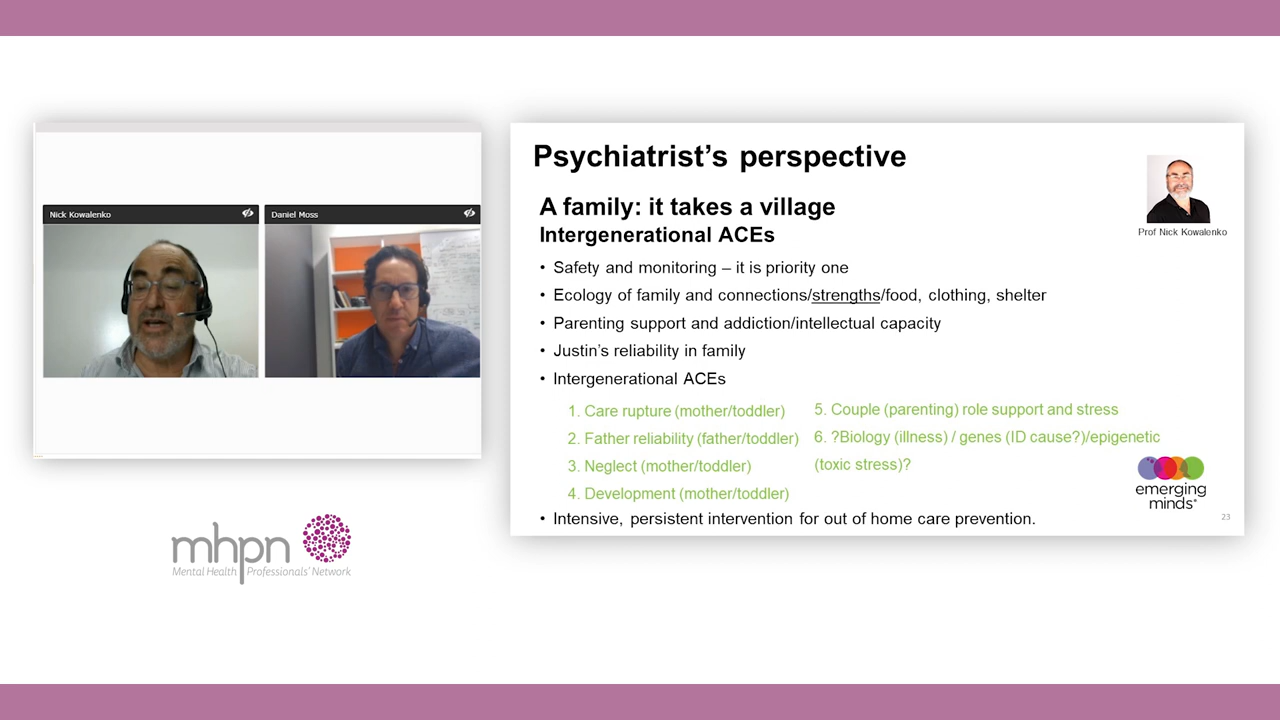 Nick Kowalenko
Daniel Moss
Psychiatrist's perspective
A family: it takes a village
Intergenerational ACEs
Prof Nick Kowalenko
• Safety and monitoring – it is priority one
• Ecology of family and connections/strengths/food, clothing, shelter
• Parenting support and addiction/intellectual capacity
• Justin's reliability in family
• Intergenerational ACEs
1. Care rupture (mother/toddler)
2. Father reliability (father/toddler)
3. Neglect (mother/toddler)
4. Development (mother/toddler)
5. Couple (parenting) role support and stress
6. ?Biology (illness) / genes (ID cause?)/epigenetic
(toxic stress)?
• Intensive, persistent intervention for out of home care prevention.
emerging
minds
23
mhpn
Mental Health Professionals' Network